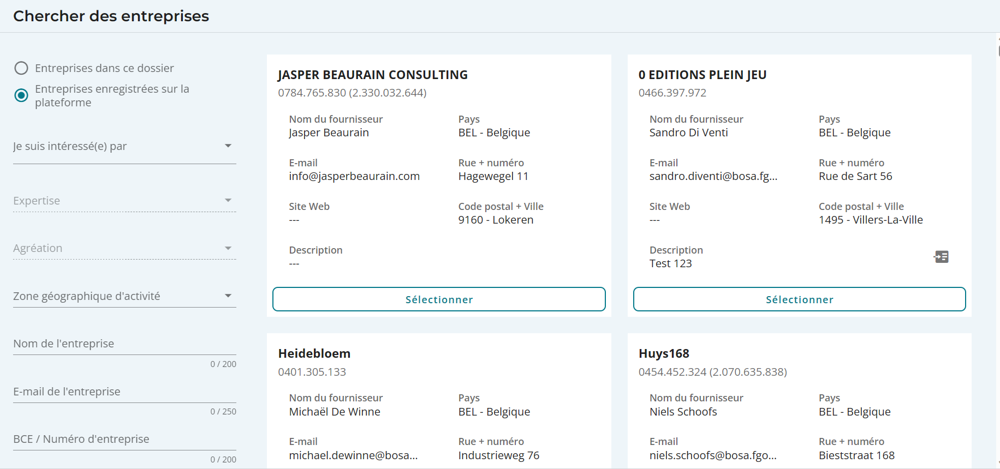 Chercher des entreprises
Entreprises dans ce dossier
Entreprises enregistrées sur la
plateforme
Je suis intéressé(e) par
Expertise
Agréation
Zone géographique d'activité
Nom de l'entreprise
0 / 200
E-mail de l'entreprise
0 / 250
BCE / Numéro d'entreprise
0 / 200
JASPER BEAURAIN CONSULTING
0784.765.830 (2.330.032.644)
Nom du fournisseur
Jasper Beaurain
Pays
BEL - Belgique
E-mail
info@jasperbeaurain.com
Rue + numéro
Hagewegel 11
Site Web
---
Code postal + Ville
9160 - Lokeren
Description
---
Sélectionner
0 EDITIONS PLEIN JEU
0466.397.972
Nom du fournisseur
Sandro Di Venti
Pays
BEL - Belgique
E-mail
sandro.diventi@bosa.fg...
Rue + numéro
Rue de Sart 56
Site Web
---
Code postal + Ville
1495 - Villers-La-Ville
Description
Test 123
Sélectionner
Heidebloem
0401.305.133
Nom du fournisseur
Michaël De Winne
Pays
BEL - Belgique
E-mail
michael.dewinne@bosa...
Rue + numéro
Industrieweg 76
Huys168
0454.452.324 (2.070.635.838)
Nom du fournisseur
Niels Schoofs
Pays
BEL - Belgique
E-mail
niels.schoofs@bosa.fgo...
Rue + numéro
Bieststraat 168